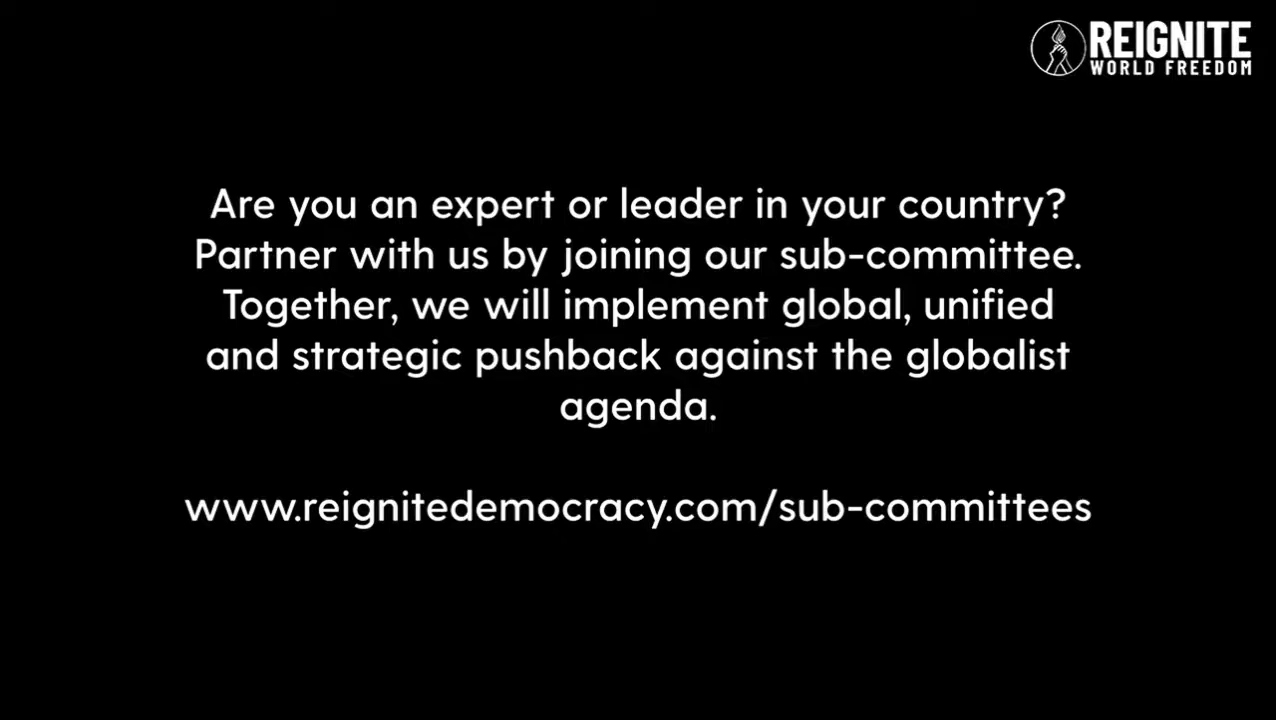 REIGNITE
WORLD FREEDOM
Are you an expert or leader in your country?
Partner with us by joining our sub-committee.
Together, we will implement global, unified
and strategic pushback against the globalist
agenda.
www.reignitedemocracy.com/sub-committees